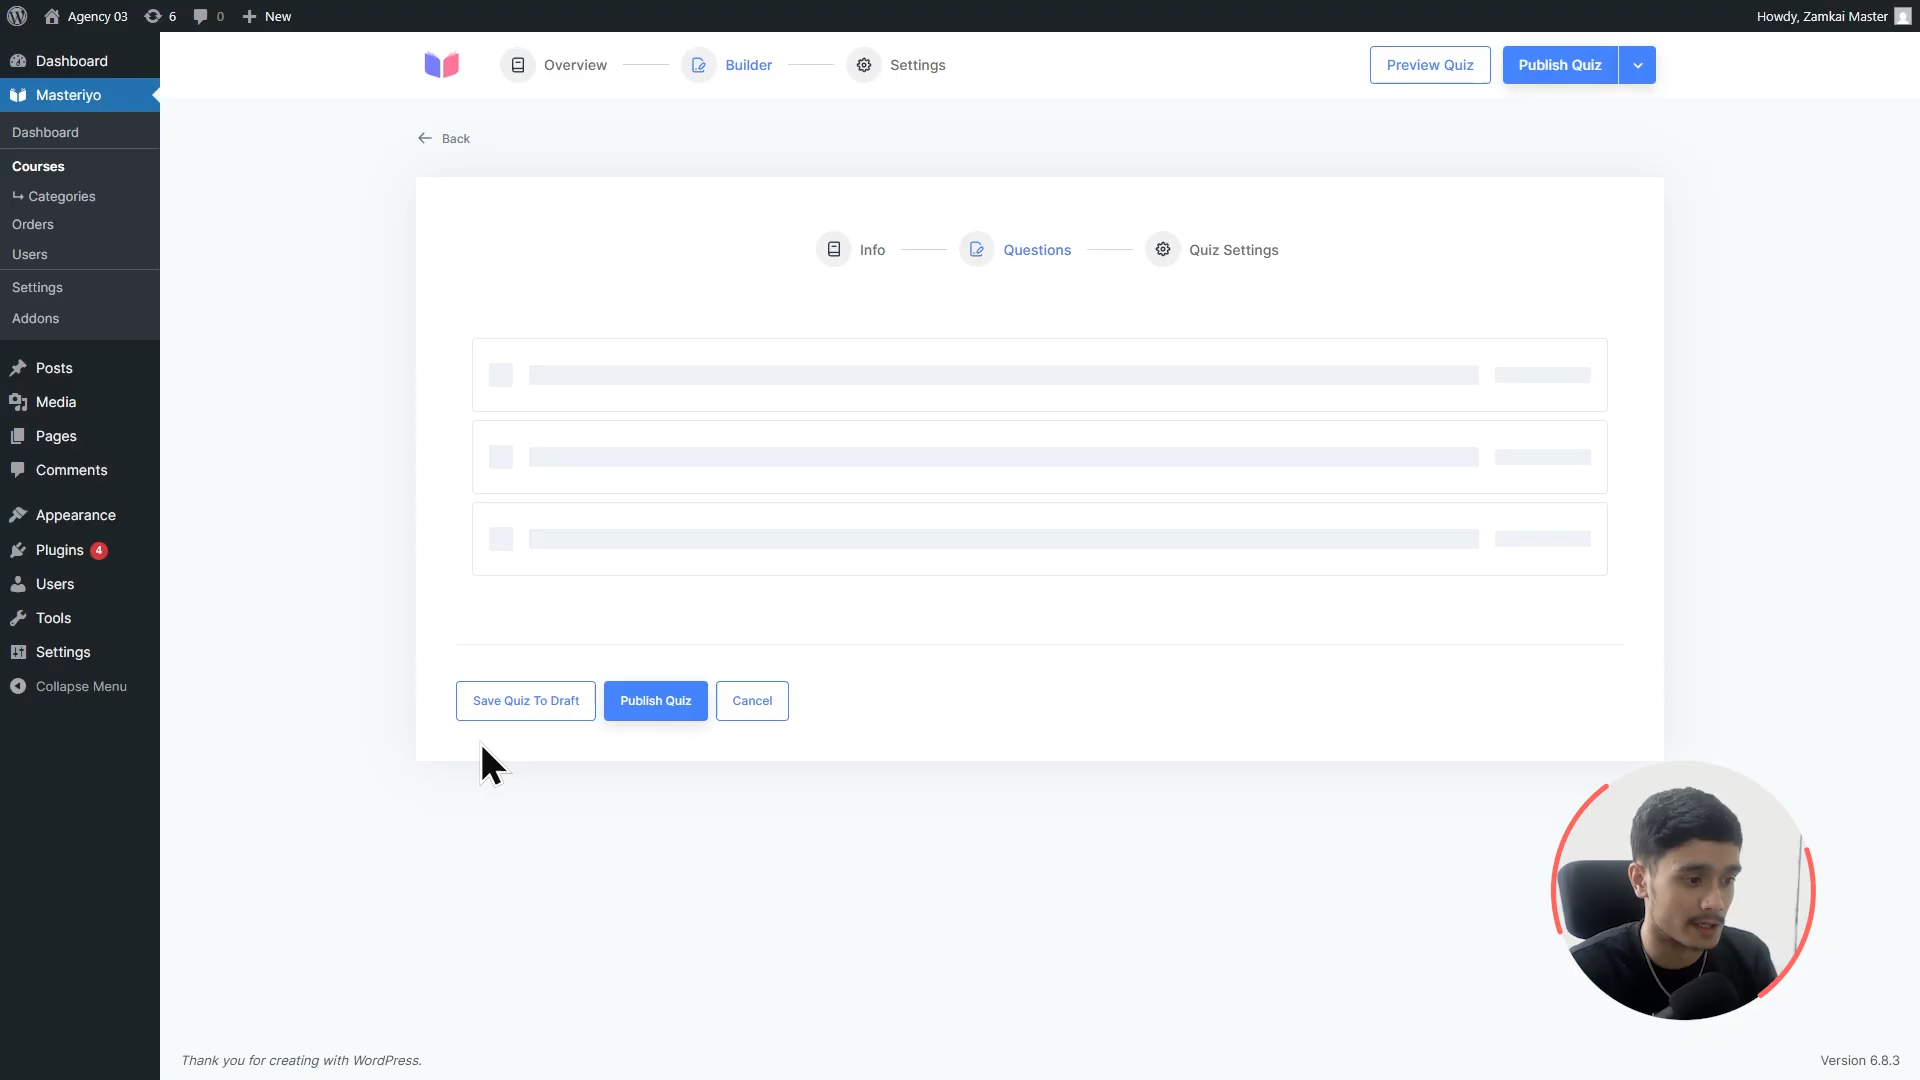 Agency 03
6
0
New
Howdy, Zamkai Master
Dashboard
Masteriyo
Dashboard
Courses
↳ Categories
Orders
Users
Settings
Addons
Posts
Media
Pages
Comments
Appearance
Plugins 4
Users
Tools
Settings
Collapse Menu
Overview
Builder
Settings
Preview Quiz
Publish Quiz
Back
Info
Questions
Quiz Settings
Save Quiz To Draft
Publish Quiz
Cancel
Thank you for creating with WordPress.
Version 6.8.3